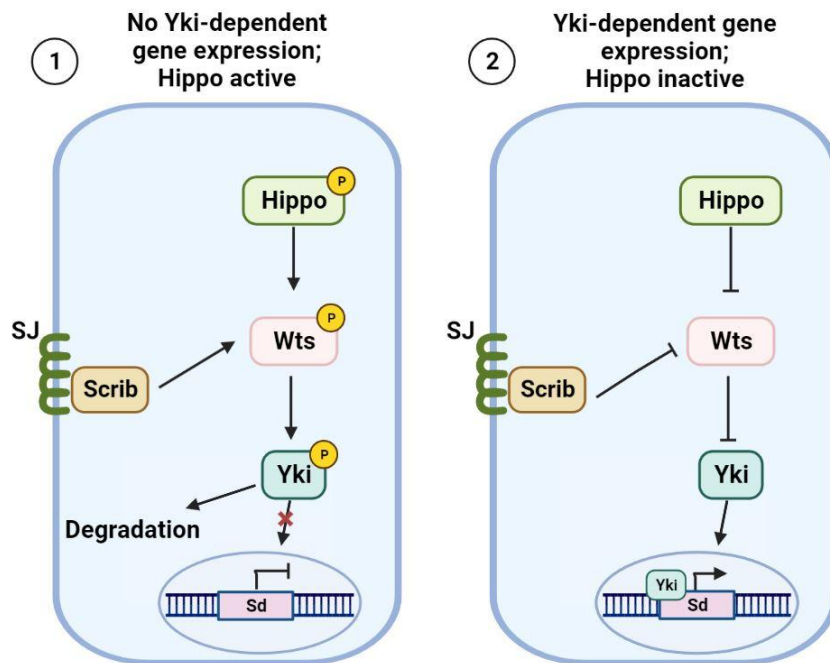 1
No Yki-dependent
gene expression;
Hippo active
P
Hippo
SJ
P
Wts
Scrib
P
Yki
Degradation
Sd
2
Yki-dependent gene
expression;
Hippo inactive
Hippo
SJ
Wts
Scrib
Yki
Yki
Sd